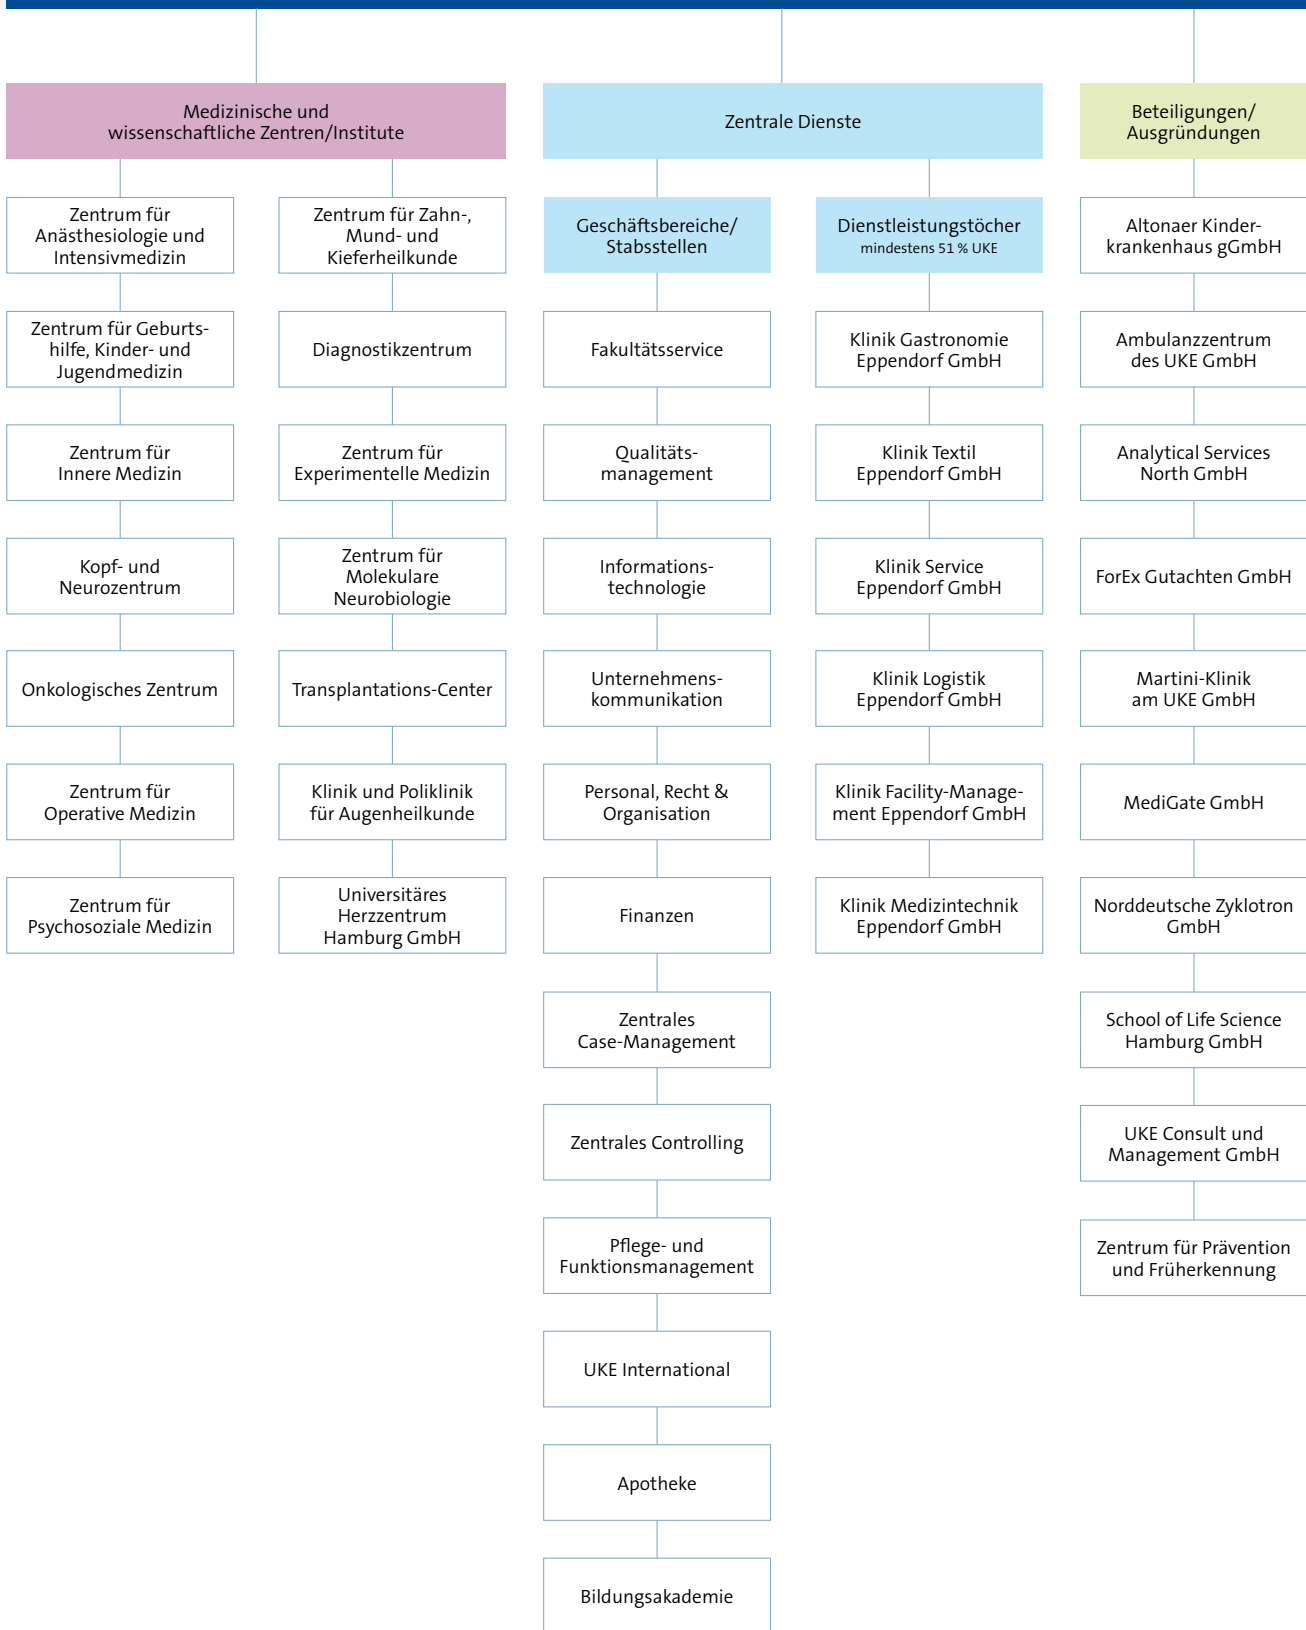 Medizinische und
wissenschaftliche Zentren/Institute
Zentrum für
Anästhesiologie und
Intensivmedizin
Zentrum für Geburts-
hilfe, Kinder- und
Jugendmedizin
Zentrum für
Innere Medizin
Kopf- und
Neurozentrum
Onkologisches Zentrum
Zentrum für
Operative Medizin
Zentrum für
Psychosoziale Medizin
Zentrum für Zahn-,
Mund- und
Kieferheilkunde
Diagnostikzentrum
Zentrum für
Experimentelle Medizin
Zentrum für
Molekulare
Neurobiologie
Transplantations-Center
Klinik und Poliklinik
für Augenheilkunde
Universitäres
Herzzentrum
Hamburg GmbH
Zentrale Dienste
Geschäftsbereiche/
Stabsstellen
Fakultätsservice
Qualitäts-
management
Informations-
technologie
Unternehmens-
kommunikation
Personal, Recht &
Organisation
Finanzen
Zentrales
Case-Management
Zentrales Controlling
Pflege- und
Funktionsmanagement
UKE International
Apotheke
Bildungsakademie
Dienstleistungstöcher
mindestens 51 % UKE
Klinik Gastronomie
Eppendorf GmbH
Klinik Textil
Eppendorf GmbH
Klinik Service
Eppendorf GmbH
Klinik Logistik
Eppendorf GmbH
Klinik Facility-Manage-
ment Eppendorf GmbH
Klinik Medizintechnik
Eppendorf GmbH
Beteiligungen/
Ausgründungen
Altonaer Kinder-
krankenhaus gGmbH
Ambulanzzentrum
des UKE GmbH
Analytical Services
North GmbH
ForEx Gutachten GmbH
Martini-Klinik
am UKE GmbH
MediGate GmbH
Norddeutsche Zyklotron
GmbH
School of Life Science
Hamburg GmbH
UKE Consult und
Management GmbH
Zentrum für Prävention
und Früherkennung